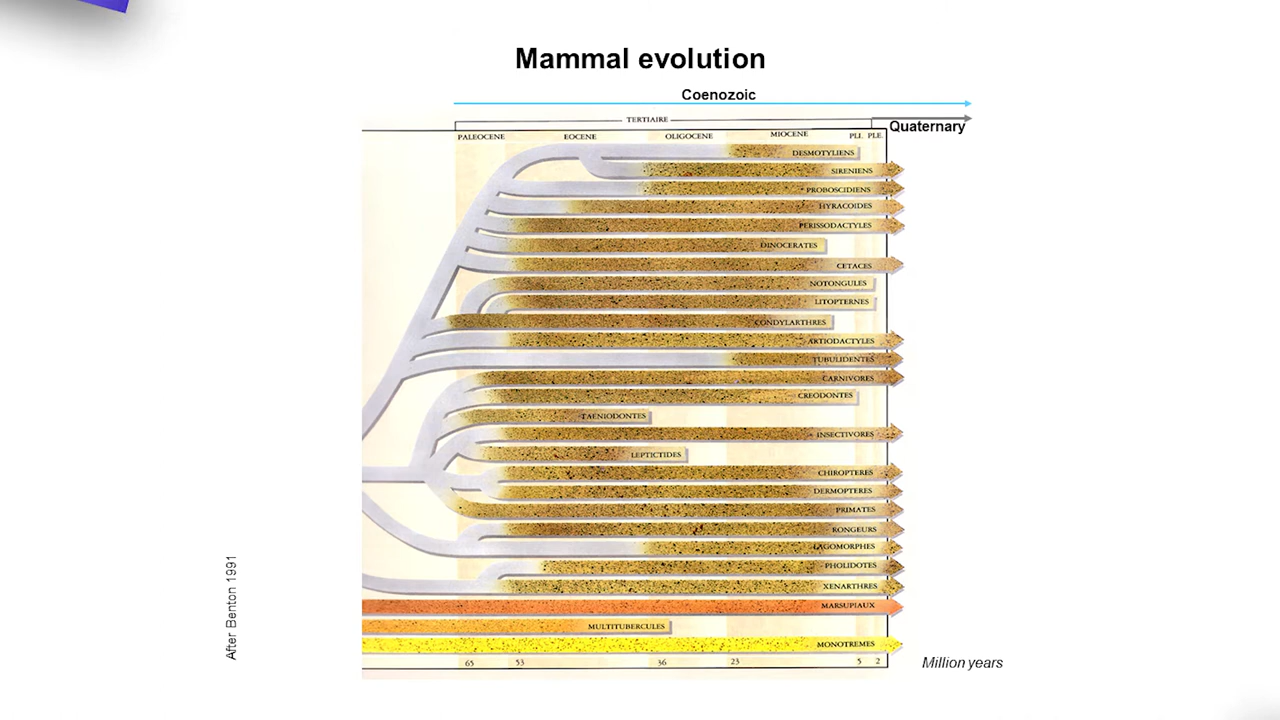 Mammal evolution
Coenozoic
TERTIAIRE
Quaternary
PALEOCENE EOCENE OLIGOCENE MIOCENE PLI. PLE.
DESMOTYLIENS
SIRENIENS
PROBOSCIDIENS
HYRACOIDES
PERISSODACTYLES
DINOCERATES
CETACES
NOTONGULES
LITOPTERNES
CONDYLARTHRES
ARTIODACTYLES
TUBULIDENTES
CARNIVORES
CREODONTES
TAENIODONTES
INSECTIVORES
LEPTICTIDES
CHIROPTERES
DERMOPTERES
PRIMATES
RONGEURS
LAGOMORPHES
PHOLIDOTES
XENARTHRES
MARSUPIAUX
MULTITUBERCULES
MONOTREMES
65 53 36 23 5 2
Million years
After Benton 1991